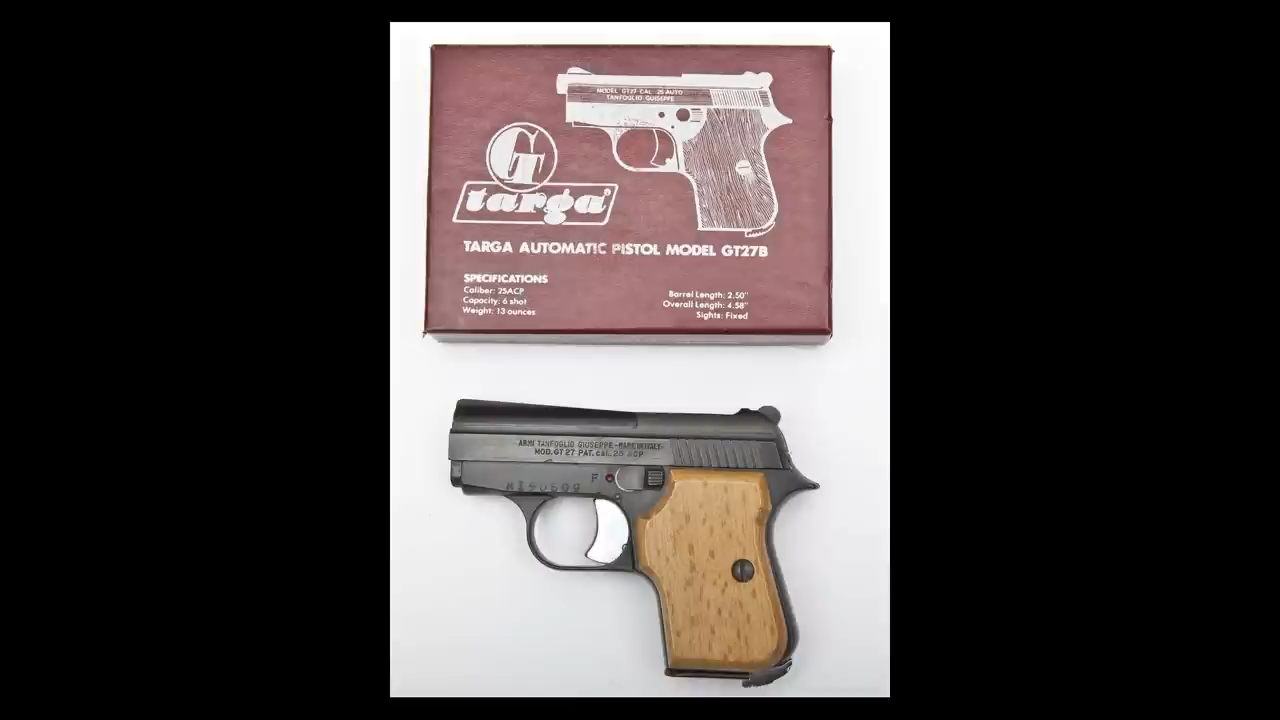 MODEL GT27 CAL. 25 AUTO
TANFOGLIO GIUSEPPE
GT
targa
TARGA AUTOMATIC PISTOL MODEL GT27B
SPECIFICATIONS
Caliber: 25ACP
Capacity: 6 shot
Weight: 13 ounces
Barrel Length: 2.50"
Overall Length: 4.58"
Sights: Fixed
ARMI TANFOGLIO GIUSEPPE-MADE IN ITALY-
MOD. GT 27 PAT. cal. 25 ACP
F